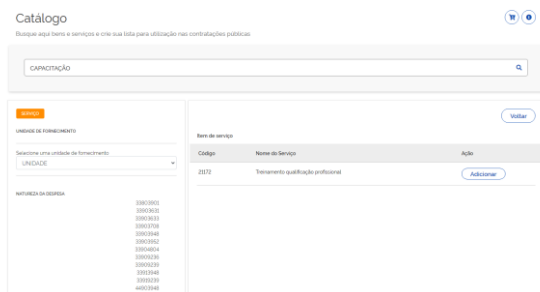 Catálogo
Busque aqui bens e serviços e crie sua lista para utilização nas contratações públicas
CAPACITAÇÃO
SERVIÇO
UNIDADE DE FORNECIMENTO
Selecione uma unidade de fornecimento
UNIDADE
NATUREZA DA DESPESA
33903901
33903631
33903633
33903708
33903948
33903952
33904804
33909236
33909239
33913948
33919239
44903948
Voltar
Item de serviço
Código Nome do Serviço Ação
21172 Treinamento qualificação profissional Adicionar